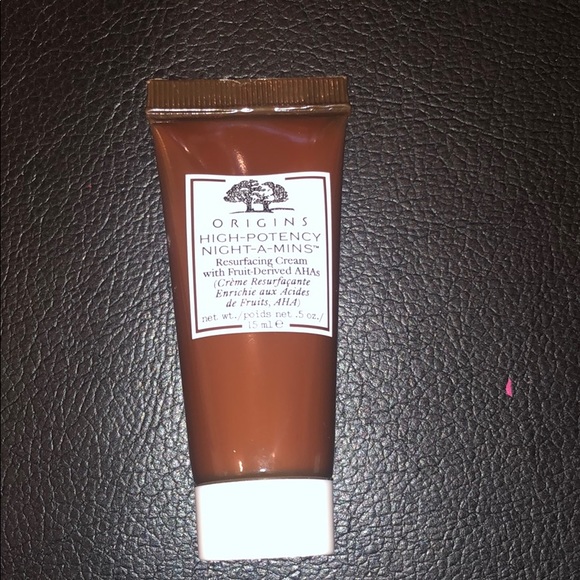 ORIGINS
HIGH-POTENCY
NIGHT-A-MINS™
Resurfacing Cream
with Fruit-Derived AHAs
(Crème Resurfaçante
Enrichie aux Acides
de Fruits, AHA)
net wt./poids net .5 oz./
15 ml ℮